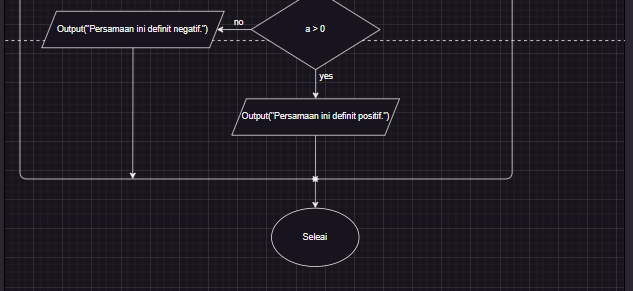 no
Output("Persamaan ini definit negatif.")
a > 0
yes
Output("Persamaan ini definit positif.")
Seleai